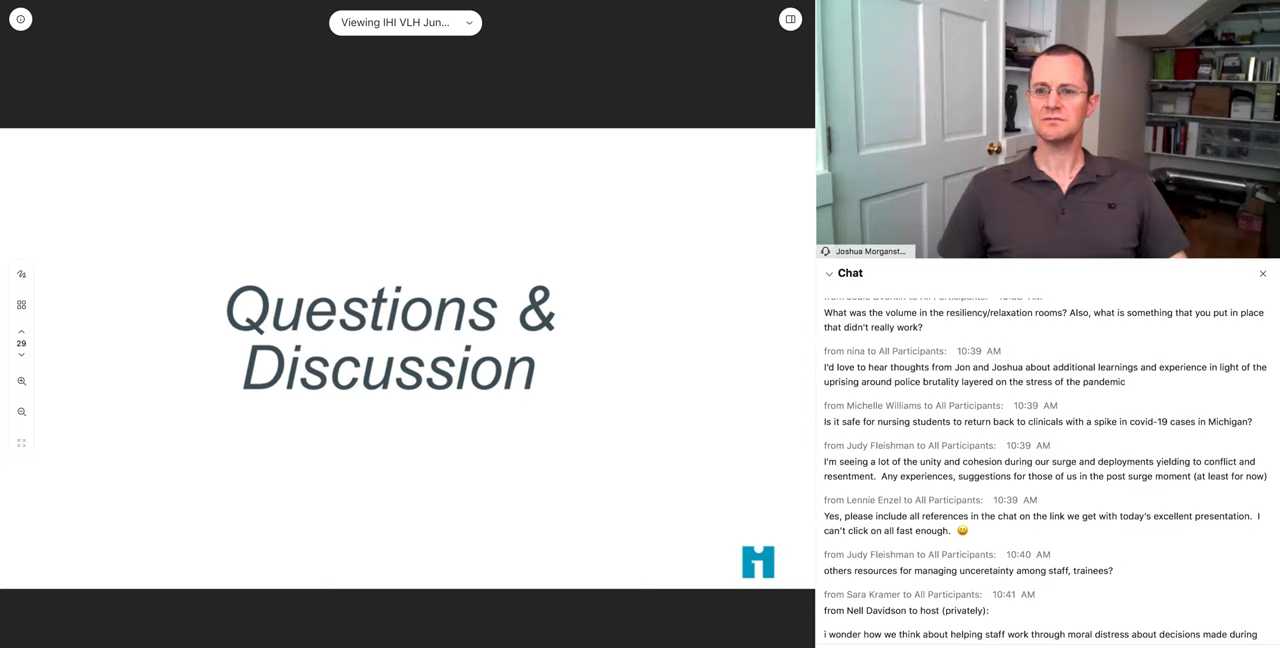 Viewing IHI VLH Jun...
Questions &
Discussion
29
Joshua Morganst...
Chat
What was the volume in the resiliency/relaxation rooms? Also, what is something that you put in place
that didn't really work?
from nina to All Participants: 10:39 AM
I'd love to hear thoughts from Jon and Joshua about additional learnings and experience in light of the
uprising around police brutality layered on the stress of the pandemic
from Michelle Williams to All Participants: 10:39 AM
Is it safe for nursing students to return back to clinicals with a spike in covid-19 cases in Michigan?
from Judy Fleishman to All Participants: 10:39 AM
I'm seeing a lot of the unity and cohesion during our surge and deployments yielding to conflict and
resentment. Any experiences, suggestions for those of us in the post surge moment (at least for now)
from Lennie Enzel to All Participants: 10:39 AM
Yes, please include all references in the chat on the link we get with today's excellent presentation. I
can't click on all fast enough. 😀
from Judy Fleishman to All Participants: 10:40 AM
others resources for managing unceretainty among staff, trainees?
from Sara Kramer to All Participants: 10:41 AM
from Nell Davidson to host (privately):
i wonder how we think about helping staff work through moral distress about decisions made during